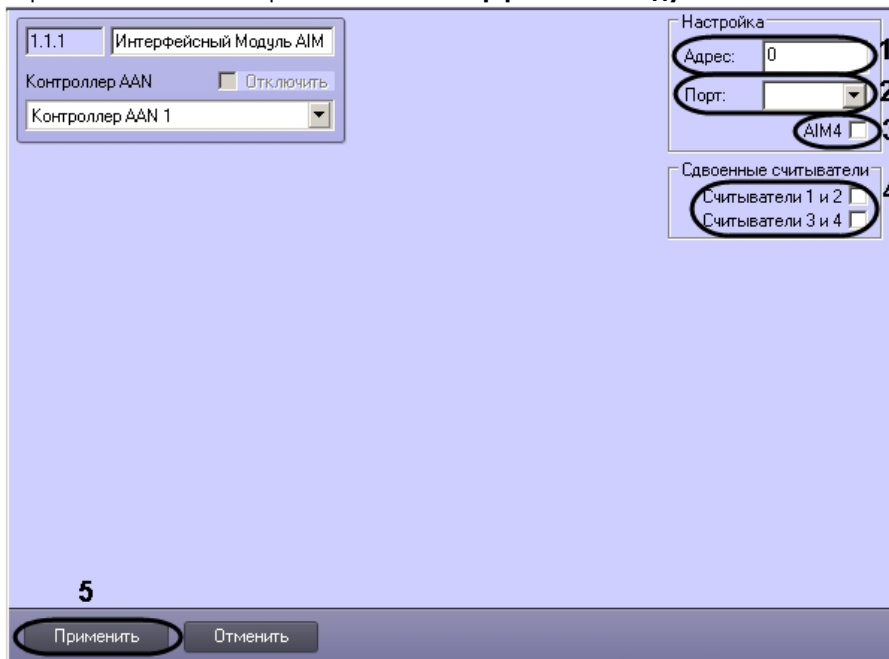 1.1.1 Интерфейсный Модуль AIM
Контроллер AAN Отключить
Контроллер AAN 1
Настройка
Адрес: 0 1
Порт: 2
AIM4 3
Сдвоенные считыватели
Считыватели 1 и 2 4
Считыватели 3 и 4
5
Применить Отменить